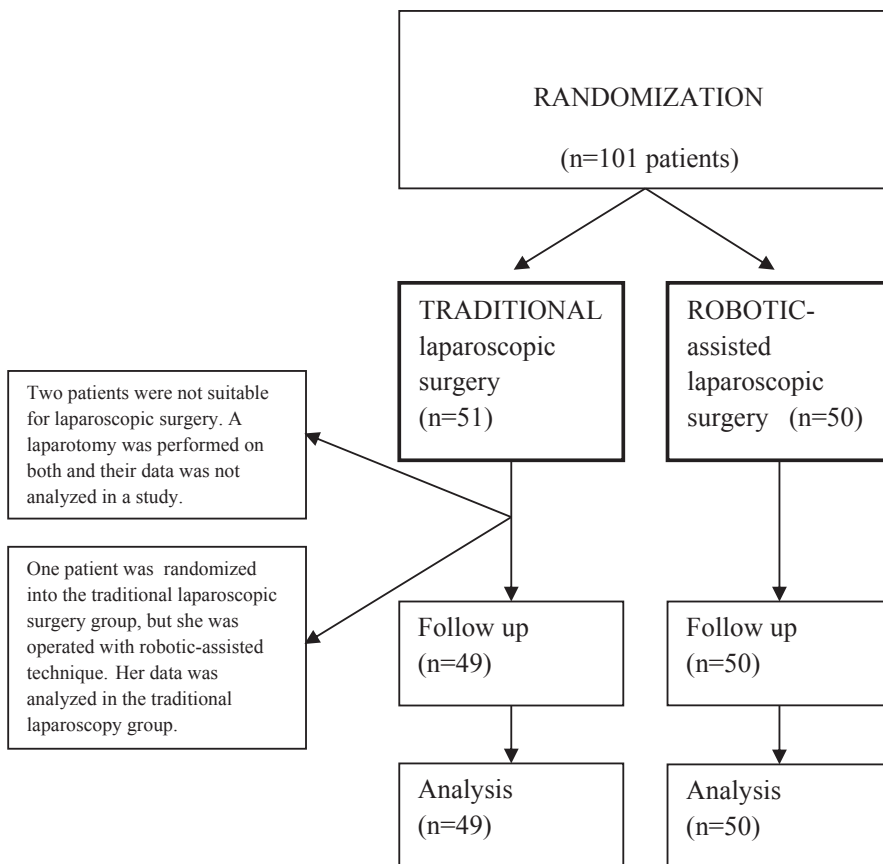 RANDOMIZATION
(n=101 patients)
TRADITIONAL
laparoscopic
surgery
(n=51)
ROBOTIC-
assisted
laparoscopic
surgery (n=50)
Two patients were not suitable
for laparoscopic surgery. A
laparotomy was performed on
both and their data was not
analyzed in a study.
One patient was randomized
into the traditional laparoscopic
surgery group, but she was
operated with robotic-assisted
technique. Her data was
analyzed in the traditional
laparoscopy group.
Follow up
(n=49)
Follow up
(n=50)
Analysis
(n=49)
Analysis
(n=50)